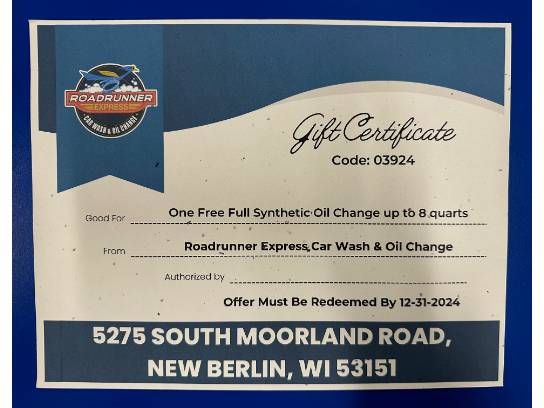 ROADRUNNER
EXPRESS
CAR WASH & OIL CHANGE
Gift Certificate
Code: 03924
Good For One Free Full Synthetic Oil Change up to 8 quarts
From Roadrunner Express Car Wash & Oil Change
Authorized by
Offer Must Be Redeemed By 12-31-2024
5275 SOUTH MOORLAND ROAD,
NEW BERLIN, WI 53151